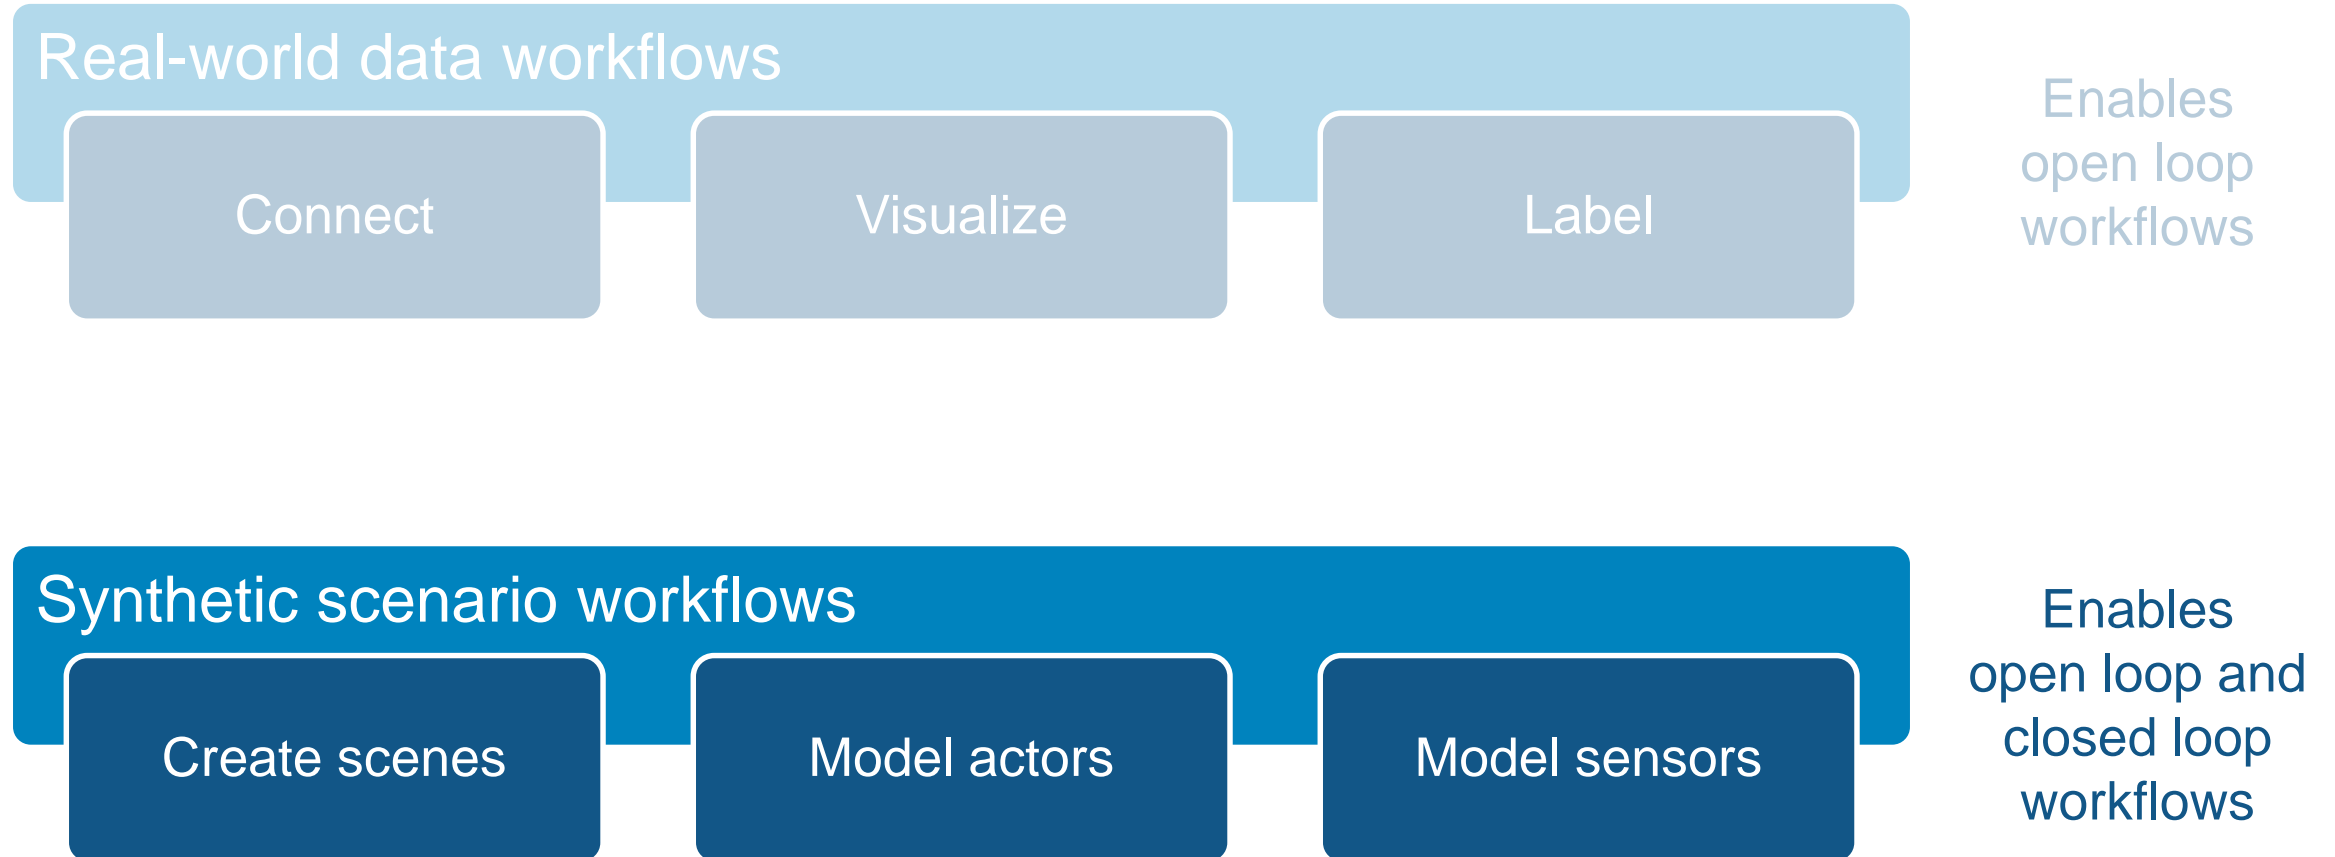 Real-world data workflows
Connect
Visualize
Label
Enables
open loop
workflows
Synthetic scenario workflows
Create scenes
Model actors
Model sensors
Enables
open loop and
closed loop
workflows